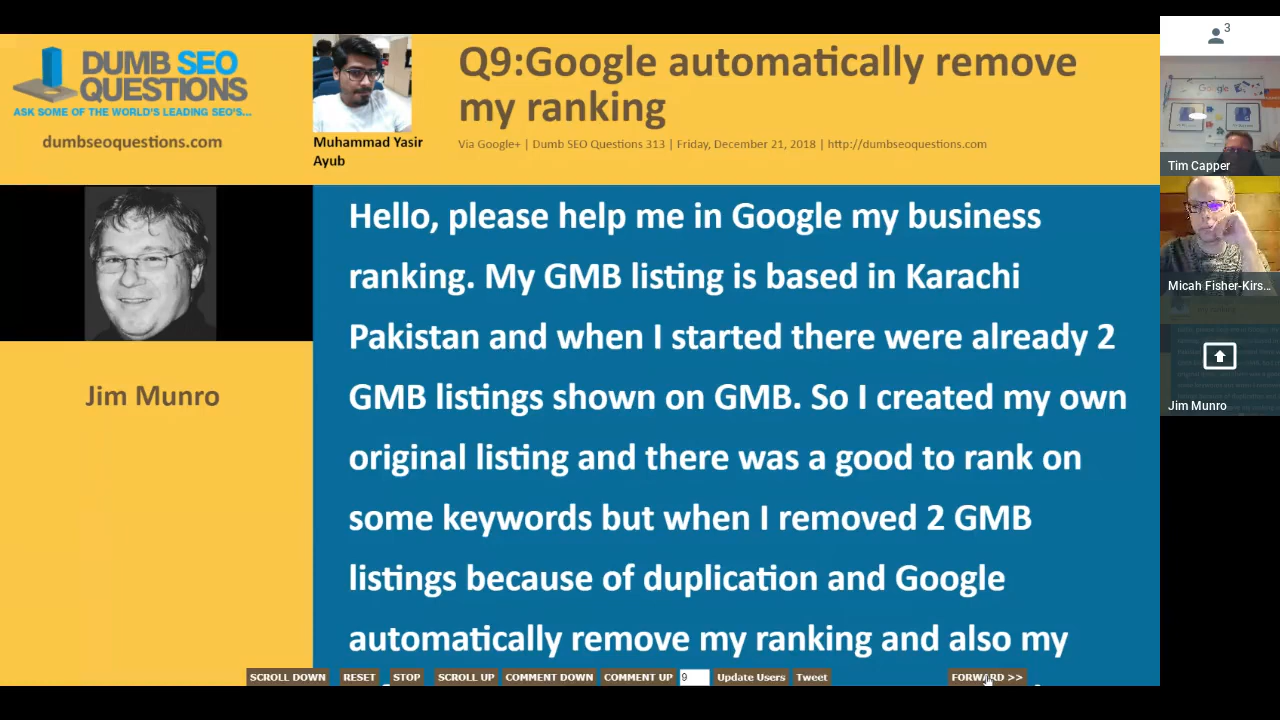 DUMB SEO
QUESTIONS
ASK SOME OF THE WORLD'S LEADING SEO'S...
dumbseoquestions.com
Muhammad Yasir
Ayub
Q9:Google automatically remove
my ranking
Via Google+ | Dumb SEO Questions 313 | Friday, December 21, 2018 | http://dumbseoquestions.com
Jim Munro
Hello, please help me in Google my business
ranking. My GMB listing is based in Karachi
Pakistan and when I started there were already 2
GMB listings shown on GMB. So I created my own
original listing and there was a good to rank on
some keywords but when I removed 2 GMB
listings because of duplication and Google
automatically remove my ranking and also my
SCROLL DOWN RESET STOP SCROLL UP COMMENT DOWN COMMENT UP 9 Update Users Tweet FORWARD >>
3
Google
Tim Capper
Micah Fisher-Kirs...
Jim Munro